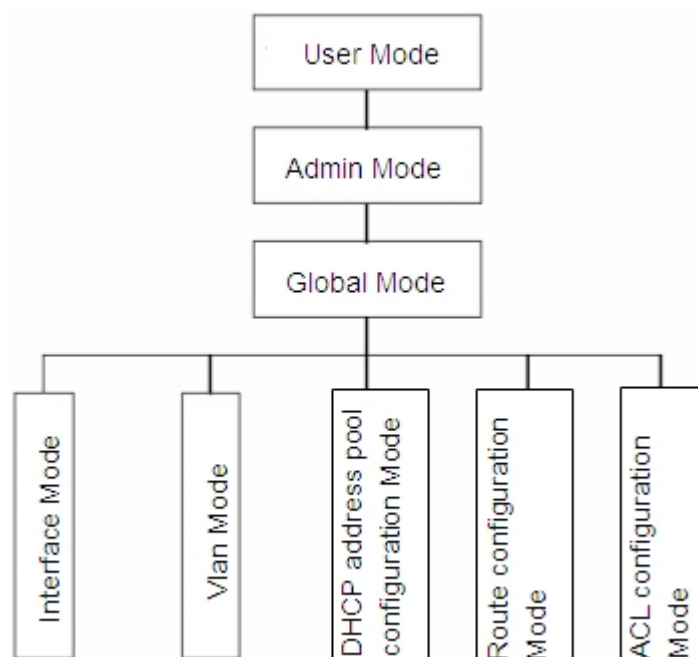 User Mode
Admin Mode
Global Mode
Interface Mode
Vlan Mode
DHCP address pool
configuration Mode
Route configuration
Mode
ACL configuration
Mode